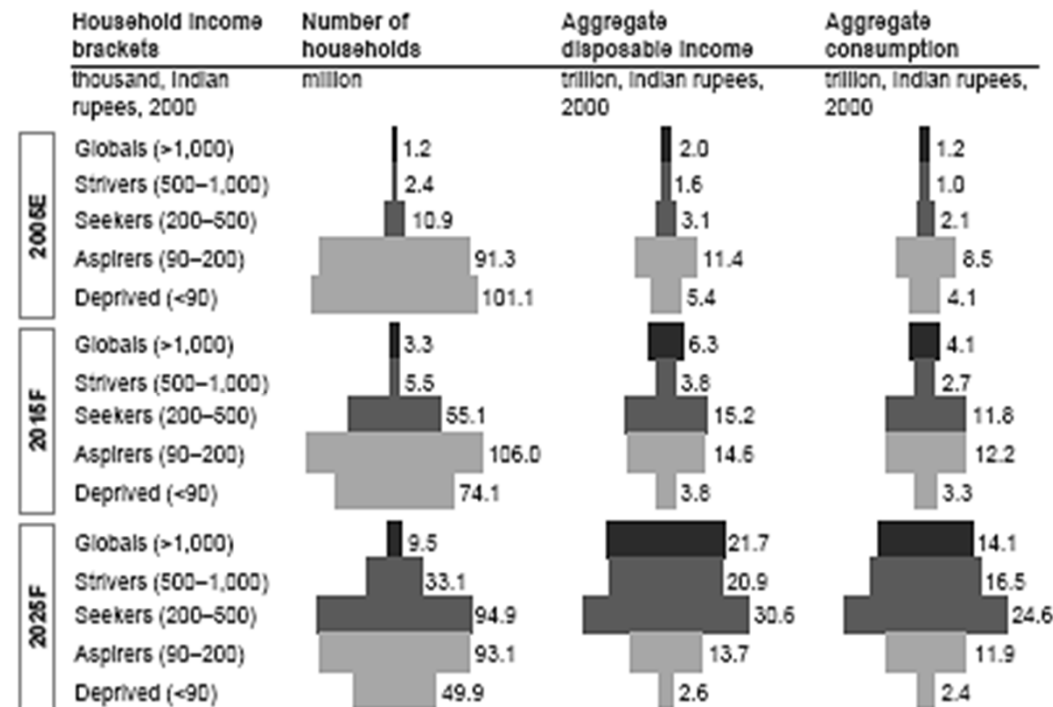 Household income Number of Aggregate Aggregate
brackets households disposable income consumption
thousand, Indian million trillion, Indian rupees, trillion, Indian rupees,
rupees, 2000 2000 2000
2005E
Globals (>1,000) 1.2 2.0 1.2
Strivers (500–1,000) 2.4 1.6 1.0
Seekers (200–500) 10.9 3.1 2.1
Aspirers (90–200) 91.3 11.4 8.5
Deprived (<90) 101.1 5.4 4.1
2015F
Globals (>1,000) 3.3 6.3 4.1
Strivers (500–1,000) 5.5 3.8 2.7
Seekers (200–500) 55.1 15.2 11.8
Aspirers (90–200) 106.0 14.5 12.2
Deprived (<90) 74.1 3.8 3.3
2025F
Globals (>1,000) 9.5 21.7 14.1
Strivers (500–1,000) 33.1 20.9 16.5
Seekers (200–500) 94.9 30.6 24.6
Aspirers (90–200) 93.1 13.7 11.9
Deprived (<90) 49.9 2.6 2.4